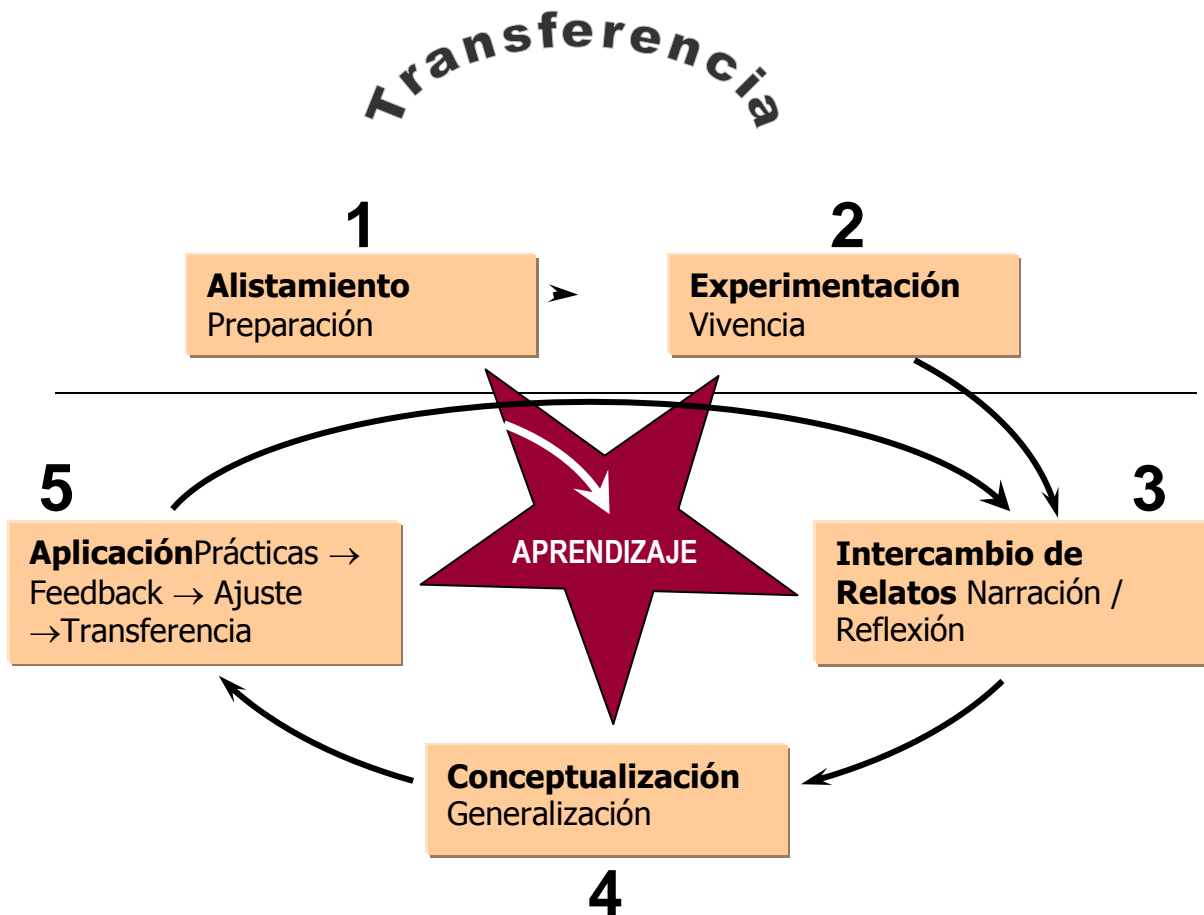 Transferencia
1
Alistamiento
Preparación
2
Experimentación
Vivencia
5
AplicaciónPrácticas →
Feedback → Ajuste
→Transferencia
APRENDIZAJE
3
Intercambio de
Relatos Narración /
Reflexión
Conceptualización
Generalización
4